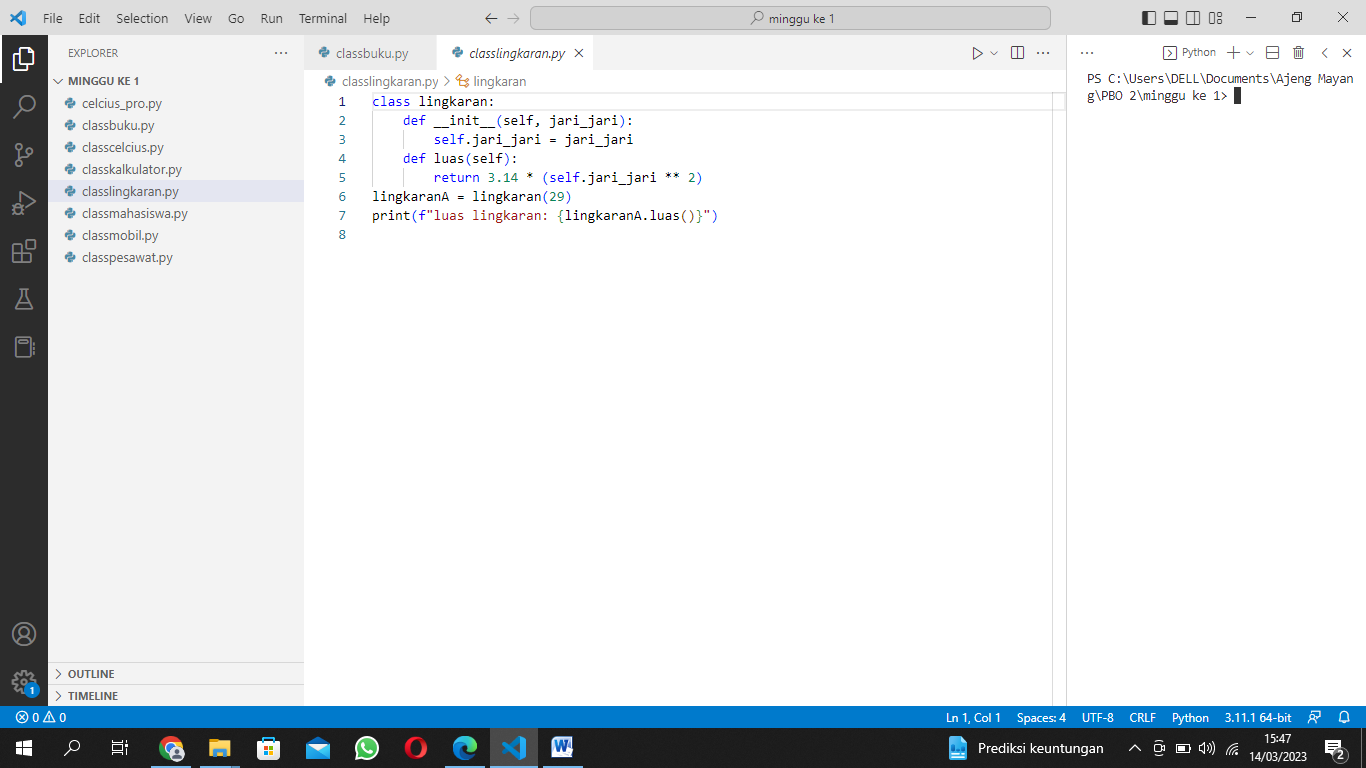 File Edit Selection View Go Run Terminal Help
minggu ke 1
EXPLORER
MINGGU KE 1
celcius_pro.py
classbuku.py
classcelcius.py
classkalkulator.py
classlingkaran.py
classmahasiswa.py
classmobil.py
classpesawat.py
OUTLINE
TIMELINE
classbuku.py classlingkaran.py
classlingkaran.py > lingkaran
1 class lingkaran:
2     def __init__(self, jari_jari):
3         self.jari_jari = jari_jari
4     def luas(self):
5         return 3.14 * (self.jari_jari ** 2)
6 lingkaranA = lingkaran(29)
7 print(f"luas lingkaran: {lingkaranA.luas()}")
8
Python
PS C:\Users\DELL\Documents\Ajeng Mayan
g\PBO 2\minggu ke 1>
1
0 0 Ln 1, Col 1 Spaces: 4 UTF-8 CRLF Python 3.11.1 64-bit
Prediksi keuntungan
15:47
14/03/2023
2